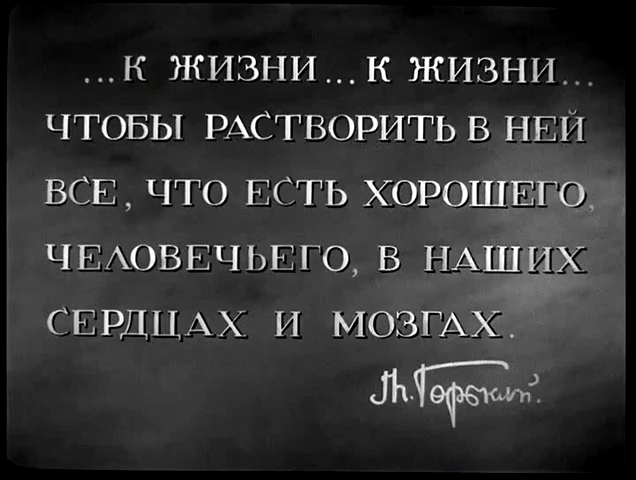 ...К ЖИЗНИ... К ЖИЗНИ...
ЧТОБЫ РАСТВОРИТЬ В НЕЙ
ВСЕ, ЧТО ЕСТЬ ХОРОШЕГО,
ЧЕЛОВЕЧЬЕГО, В НАШИХ
СЕРДЦАХ И МОЗГАХ.
М. Горький.